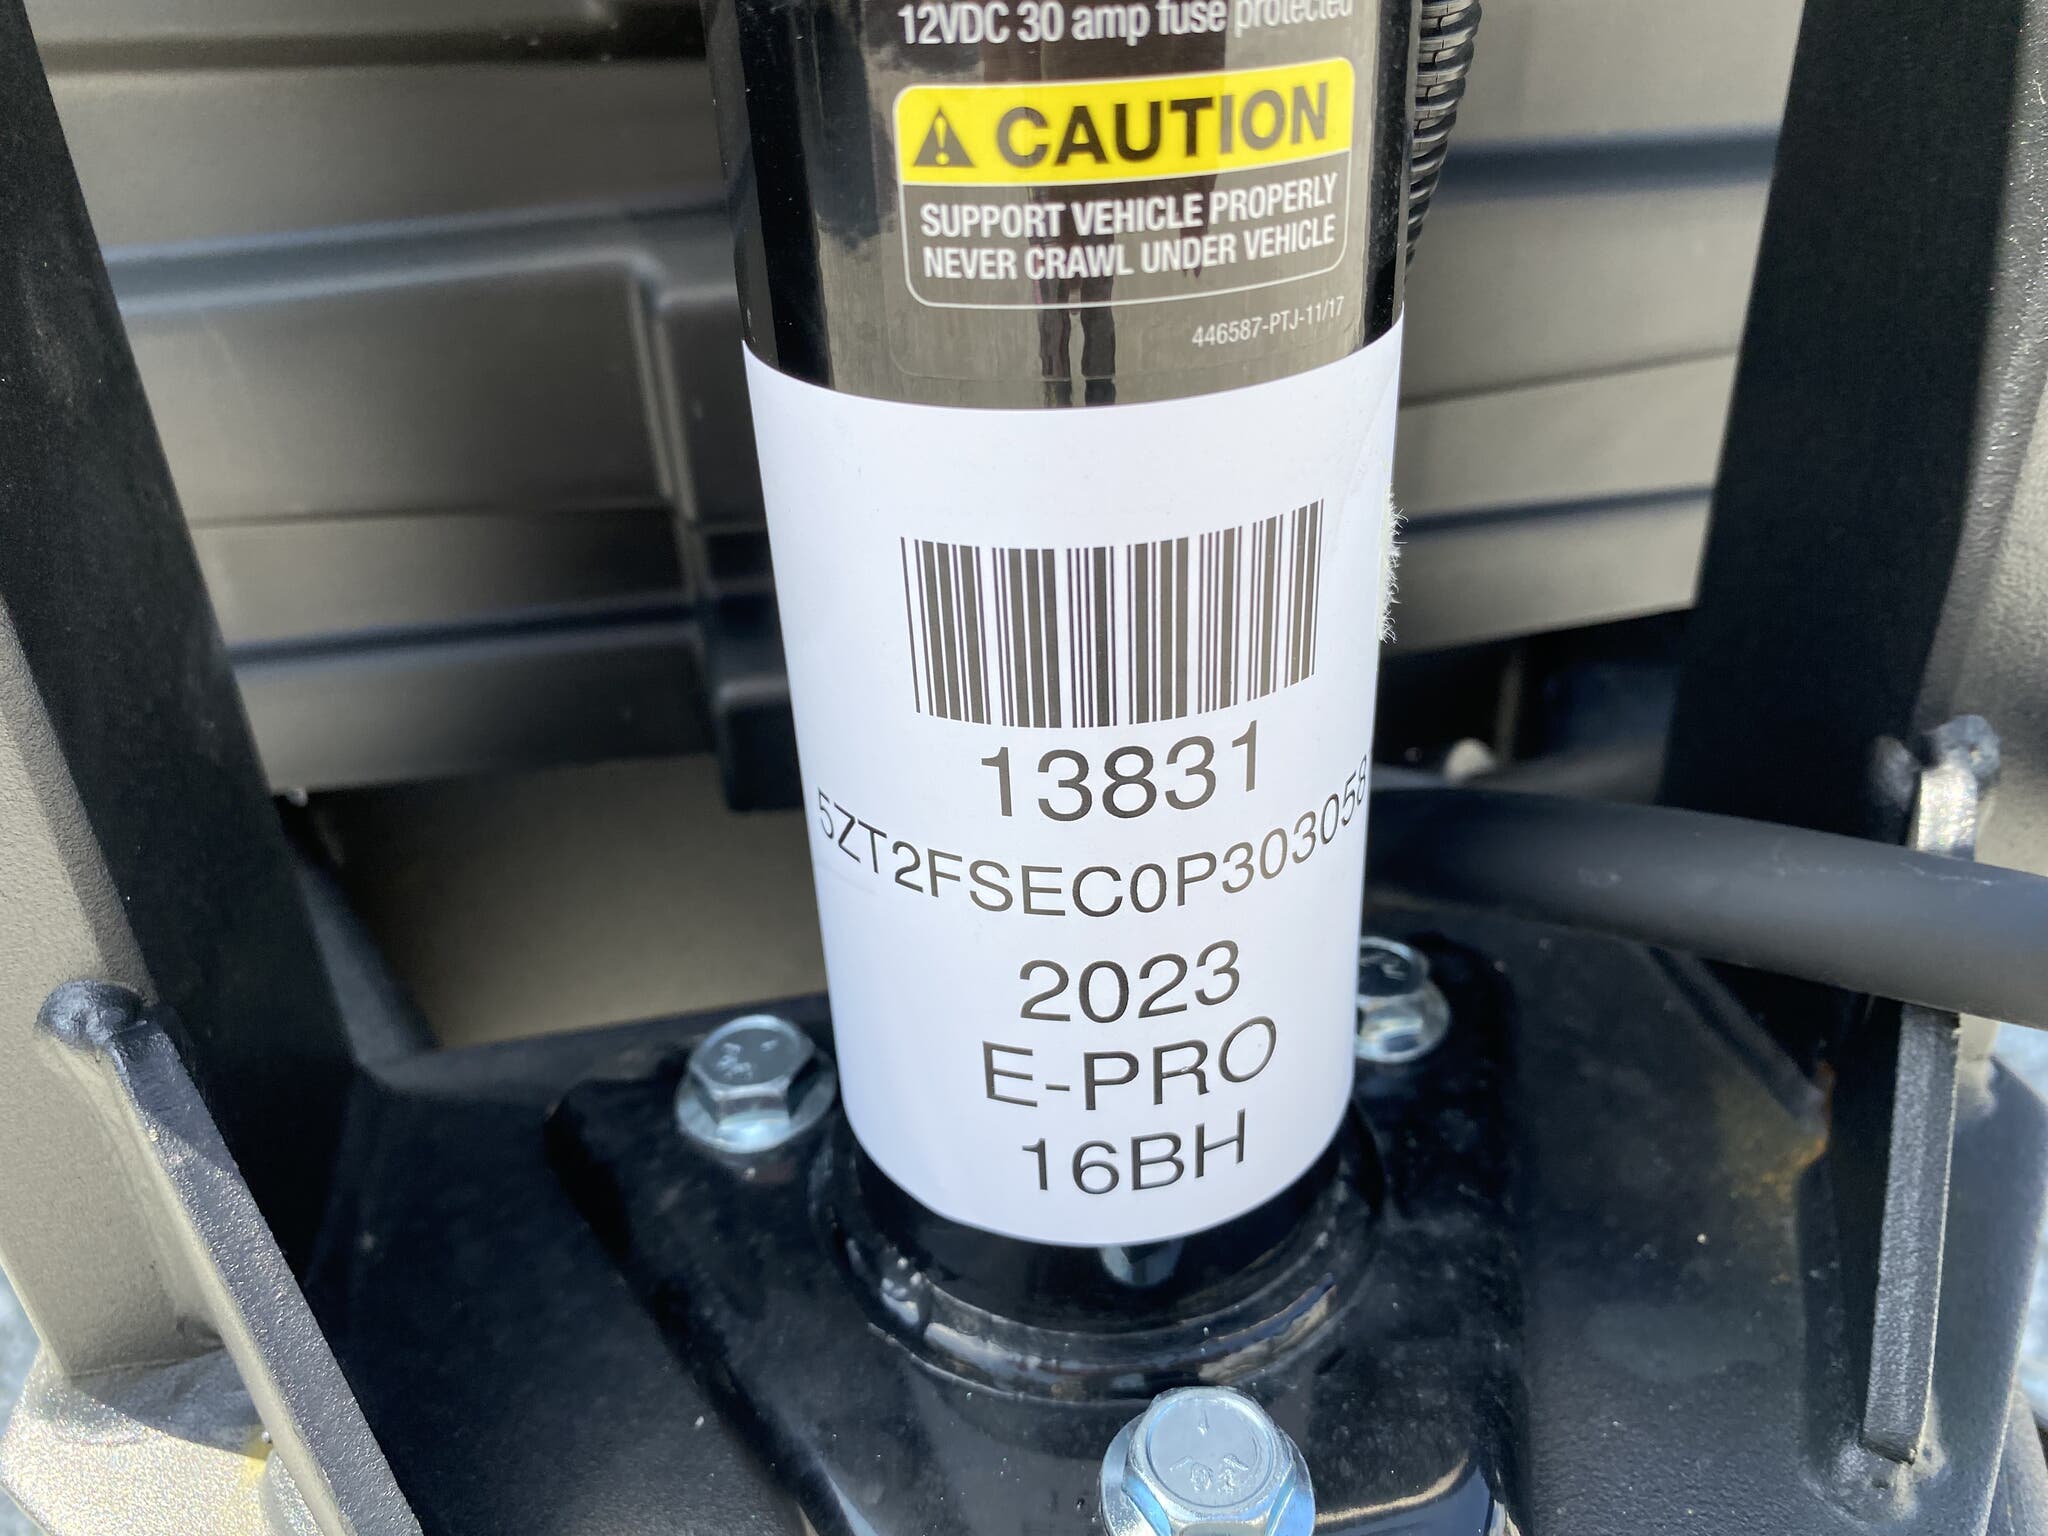 12VDC 30 amp fuse protected
CAUTION
SUPPORT VEHICLE PROPERLY
NEVER CRAWL UNDER VEHICLE
446587-PTJ-11/17
13831
5ZT2FSEC0P303058
2023
E-PRO
16BH